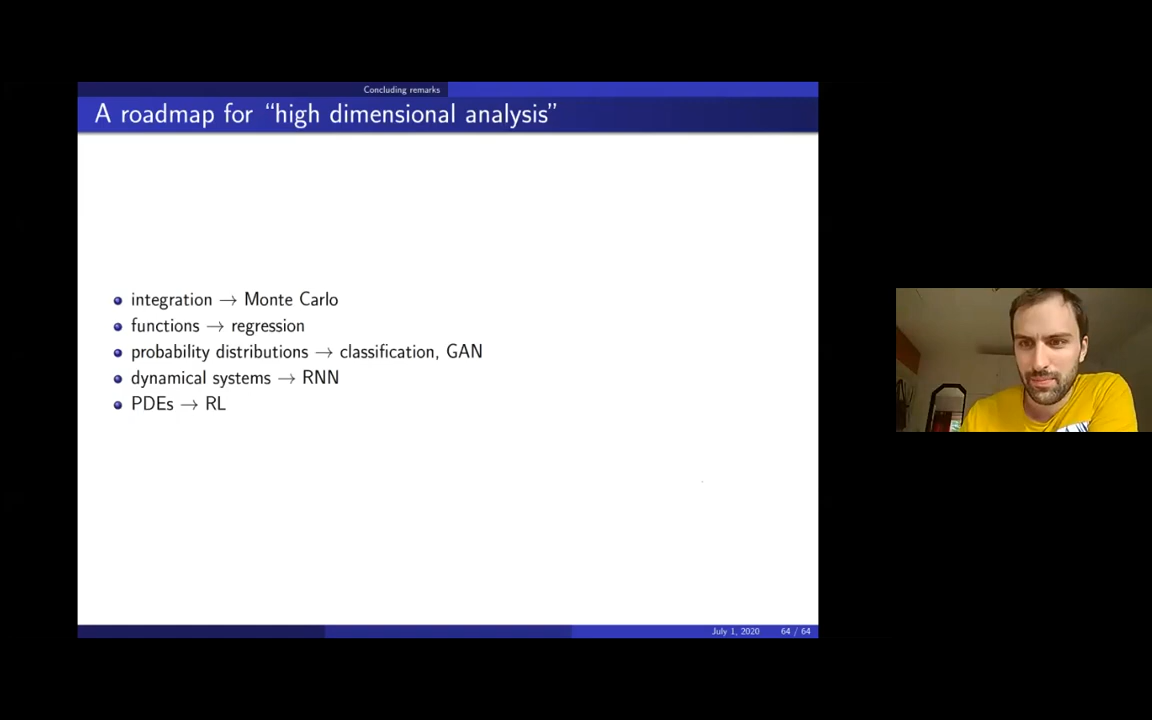 Concluding remarks
A roadmap for “high dimensional analysis”
integration → Monte Carlo
functions → regression
probability distributions → classification, GAN
dynamical systems → RNN
PDEs → RL
July 1, 2020 64 / 64